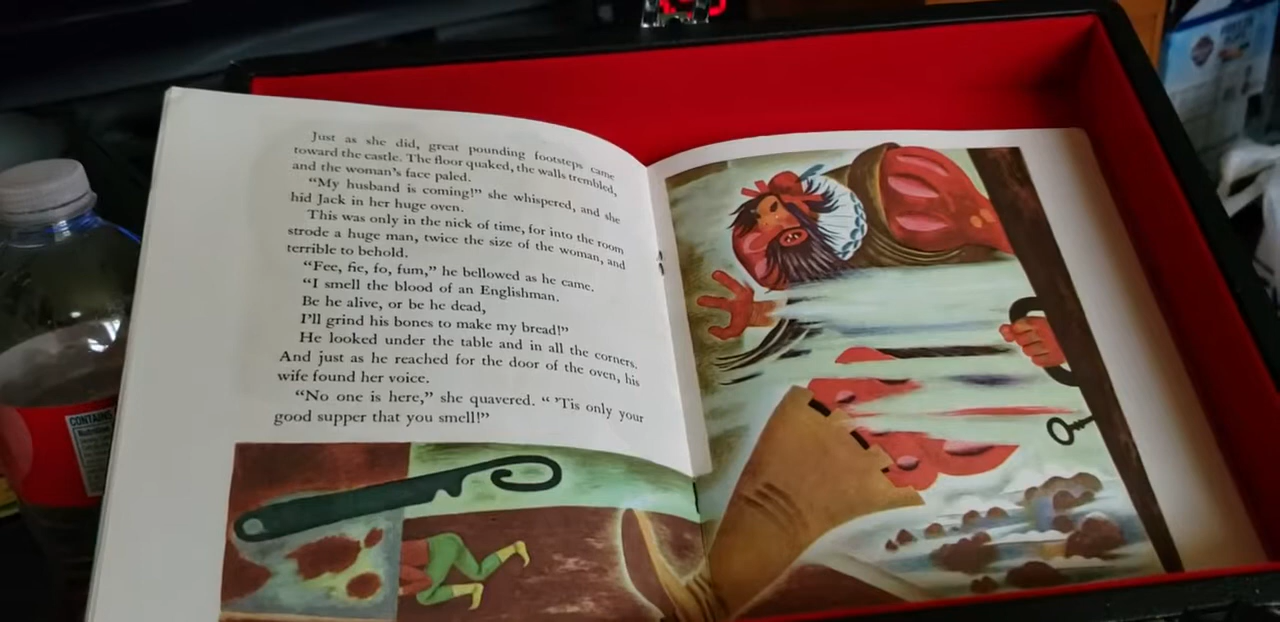 Just as she did, great pounding footsteps came
toward the castle. The floor quaked, the walls trembled,
and the woman's face paled.
“My husband is coming!” she whispered, and she
hid Jack in her huge oven.
This was only in the nick of time, for into the room
strode a huge man, twice the size of the woman, and
terrible to behold.
“Fee, fie, fo, fum,” he bellowed as he came.
“I smell the blood of an Englishman.
Be he alive, or be he dead,
I'll grind his bones to make my bread!”
He looked under the table and in all the corners.
And just as he reached for the door of the oven, his
wife found her voice.
“No one is here,” she quavered. “ 'Tis only your
good supper that you smell!”
CONTAINS